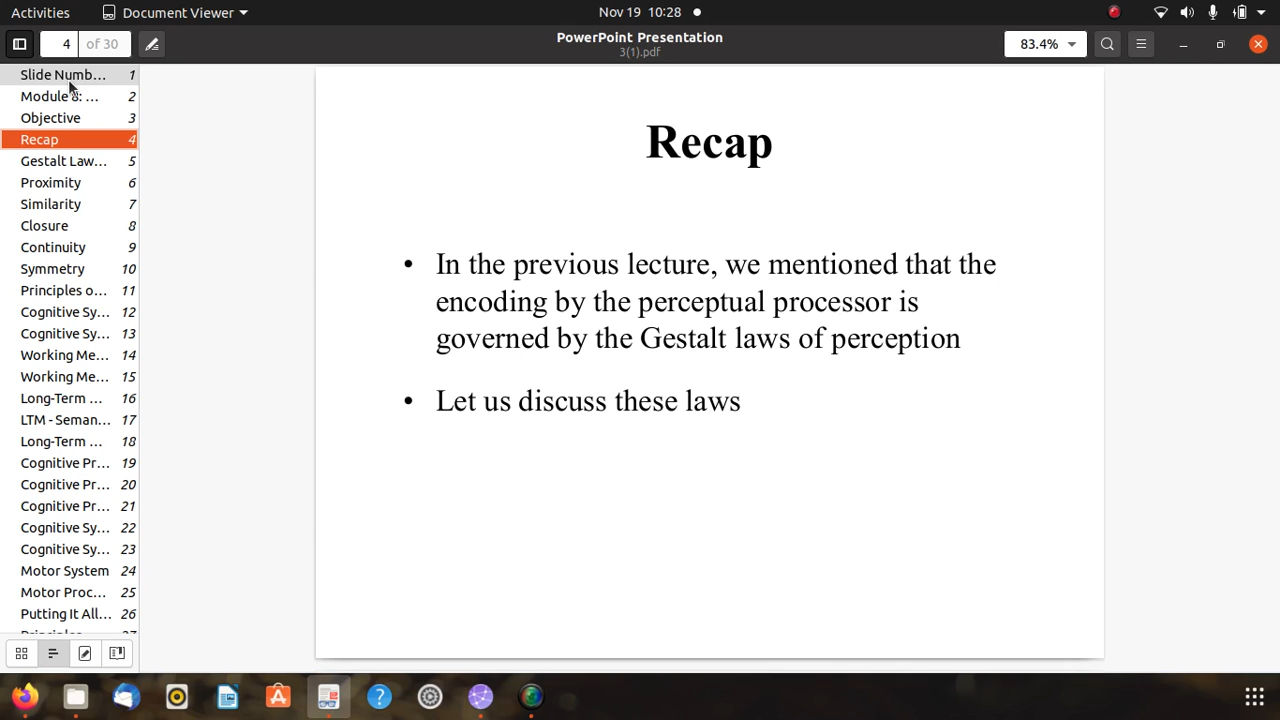 Activities Document Viewer Nov 19 10:28
4 of 30 PowerPoint Presentation 83.4%
3(1).pdf
Slide Numb... 1
Module 8: ... 2
Objective 3
Recap 4
Gestalt Law... 5
Proximity 6
Similarity 7
Closure 8
Continuity 9
Symmetry 10
Principles o... 11
Cognitive Sy... 12
Cognitive Sy... 13
Working Me... 14
Working Me... 15
Long-Term ... 16
LTM - Seman... 17
Long-Term ... 18
Cognitive Pr... 19
Cognitive Pr... 20
Cognitive Pr... 21
Cognitive Sy... 22
Cognitive Sy... 23
Motor System 24
Motor Proc... 25
Putting It All... 26
Recap
• In the previous lecture, we mentioned that the
encoding by the perceptual processor is
governed by the Gestalt laws of perception
• Let us discuss these laws